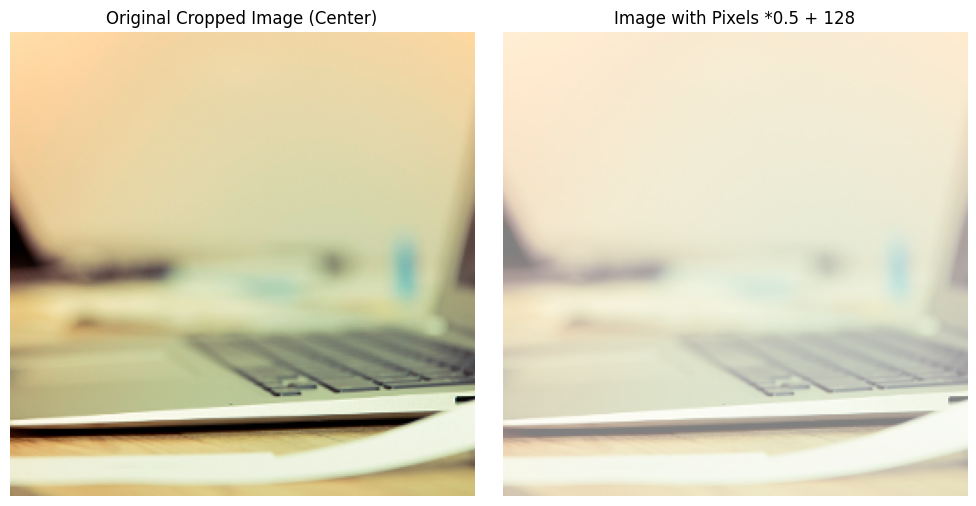 Original Cropped Image (Center)
Image with Pixels *0.5 + 128